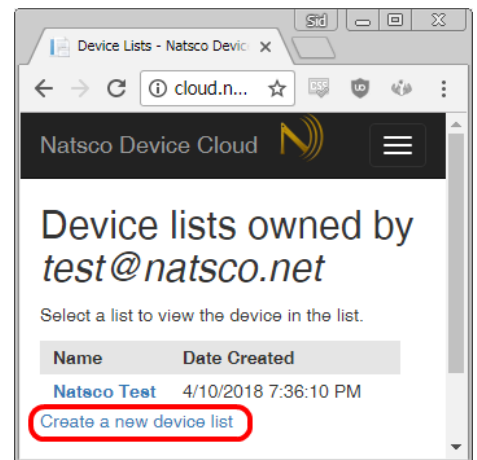 Sid
Device Lists - Natsco Devic
cloud.n...
CSS
Natsco Device Cloud
Device lists owned by
test@natsco.net
Select a list to view the device in the list.
Name Date Created
Natsco Test 4/10/2018 7:36:10 PM
Create a new device list